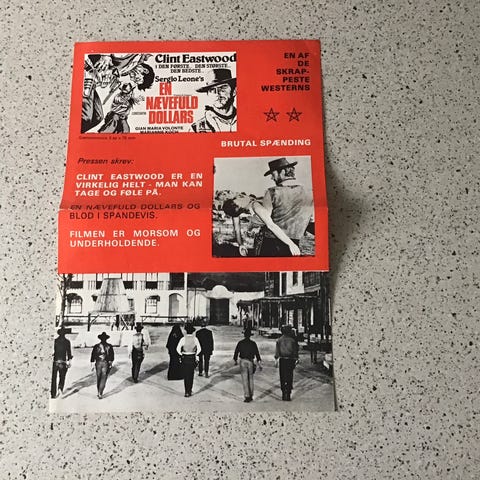 Clint Eastwood
I DEN FØRSTE.. DEN STØRSTE..
DEN BEDSTE..
Sergio Leone's
EN
NÆVEFULD
DOLLARS
GIAN MARIA VOLONTE
MARIANNE KOCH
EN AF
DE
SKRAP-
PESTE
WESTERNS
BRUTAL SPÆNDING
Pressen skrev:
CLINT EASTWOOD ER EN
VIRKELIG HELT - MAN KAN
TAGE OG FØLE PÅ.
EN NÆVEFULD DOLLARS OG
BLOD I SPANDEVIS.
FILMEN ER MORSOM OG
UNDERHOLDENDE.